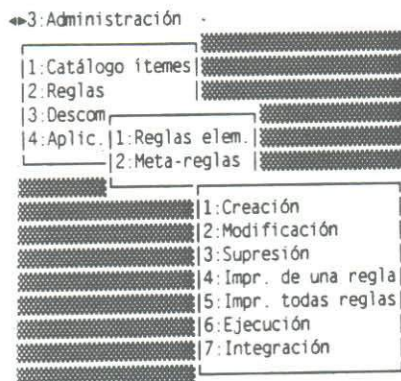 ◂▸3:Administración -
1:Catálogo ítemes
2:Reglas
3:Descom
4:Aplic.
1:Reglas elem.
2:Meta-reglas
1:Creación
2:Modificación
3:Supresión
4:Impr. de una regla
5:Impr. todas reglas
6:Ejecución
7:Integración